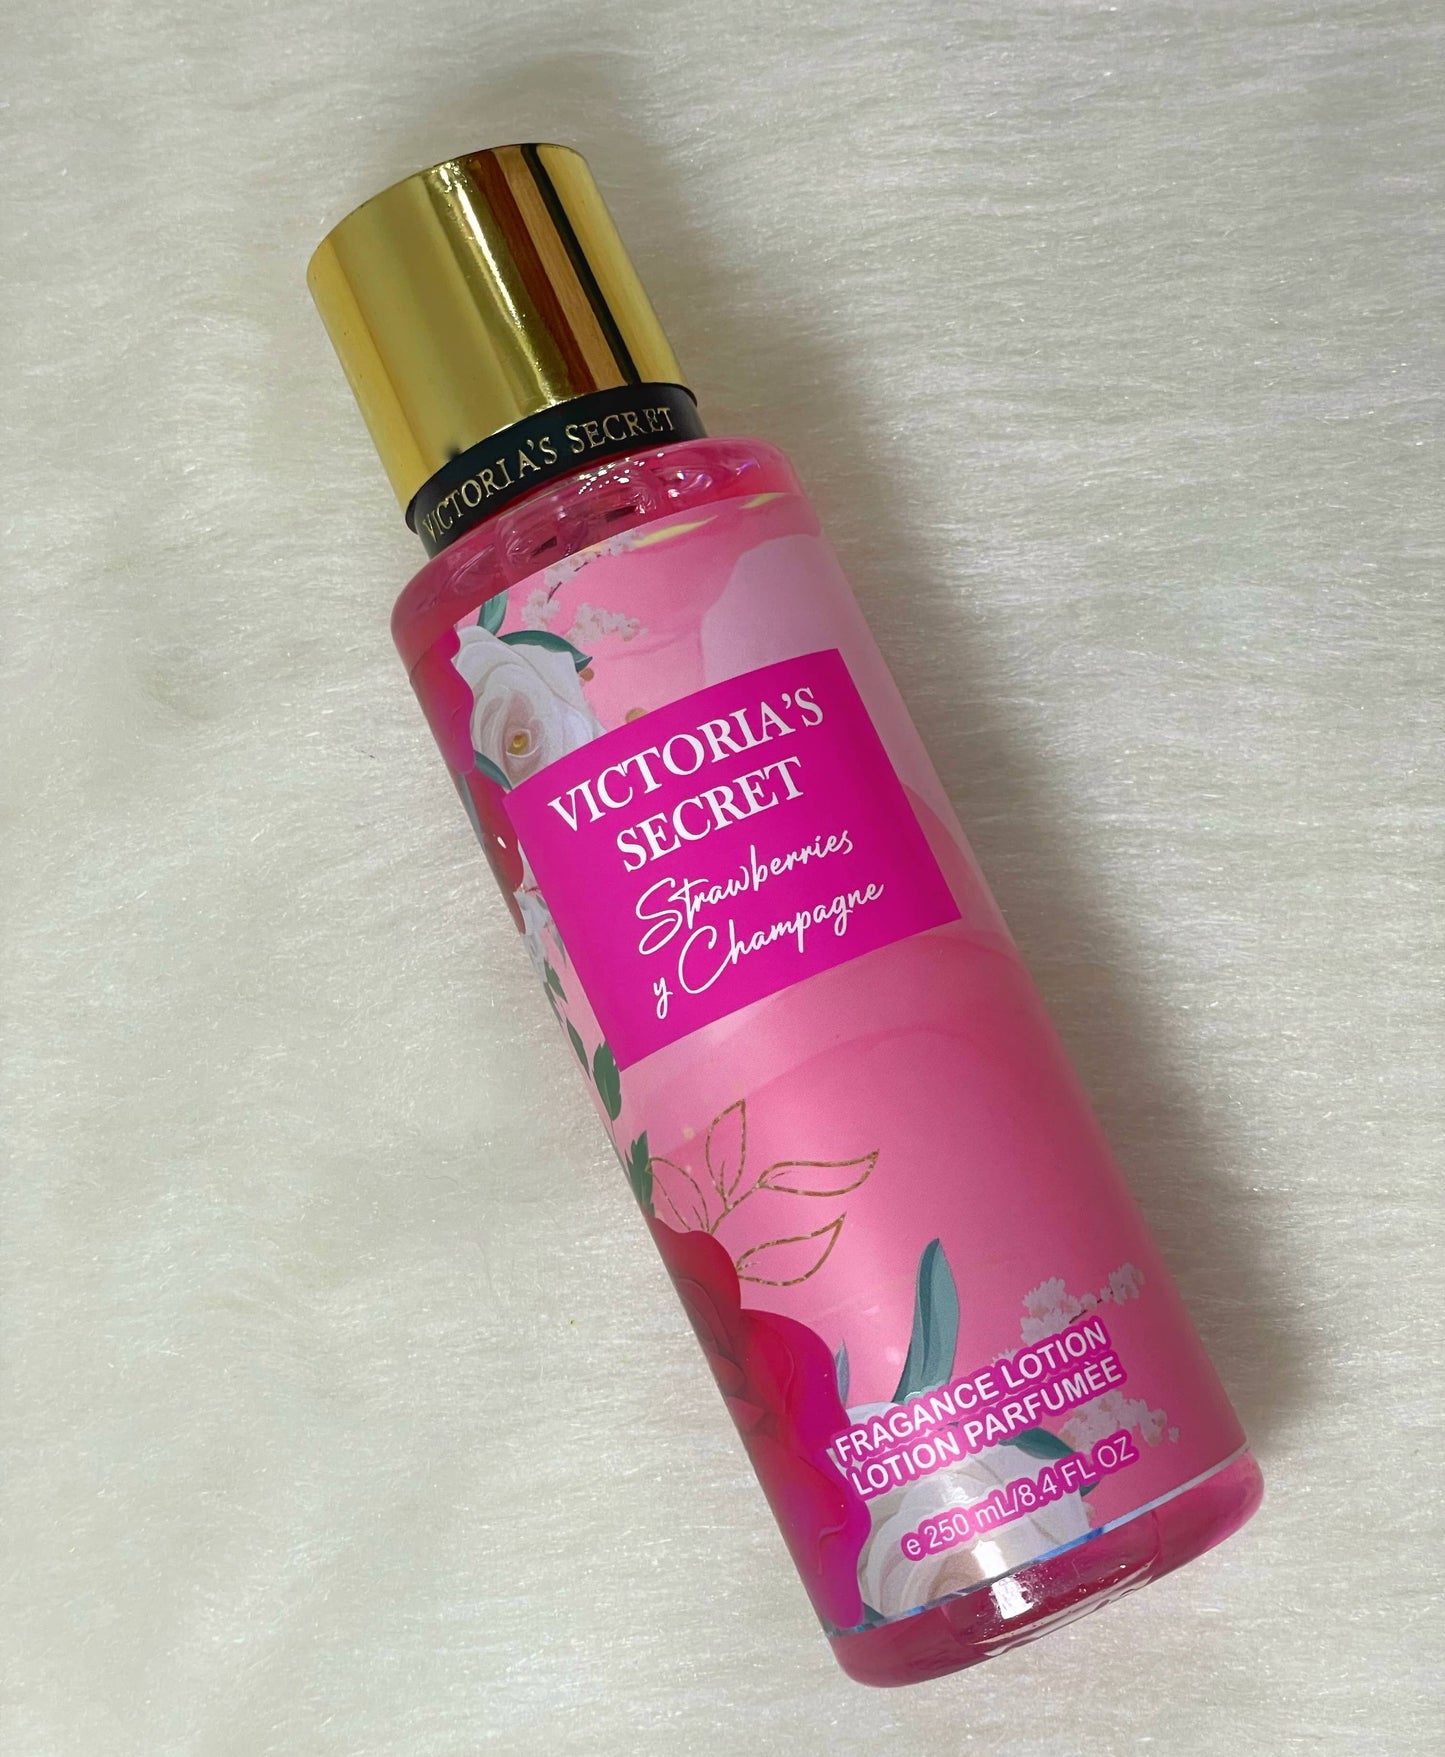 VICTORIA'S SECRET
VICTORIA'S
SECRET
Strawberries
y Champagne
FRAGANCE LOTION
LOTION PARFUMÈE
e 250 mL/8.4 FL OZ